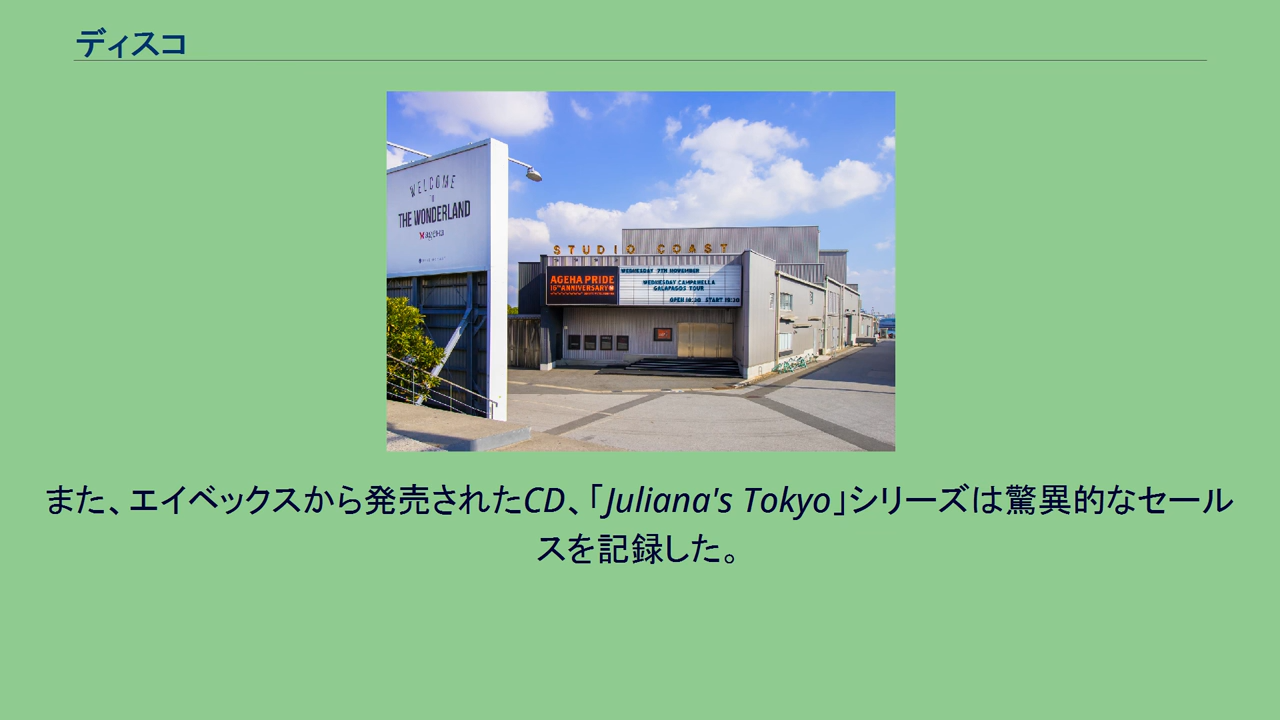 ディスコ
WELCOME
TO
THE WONDERLAND
STUDIO COAST
AGEHA PRIDE
16TH ANNIVERSARY
WEDNESDAY 7TH NOVEMBER
WEDNESDAY CAMPANELLA
GALAPAGOS TOUR
OPEN 18:30 START 19:30
また、エイベックスから発売されたCD、「Juliana's Tokyo」シリーズは驚異的なセール
スを記録した。